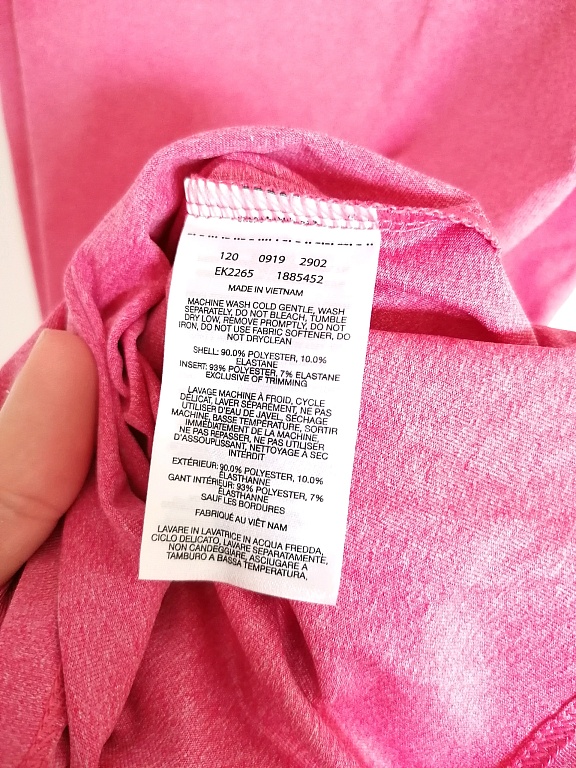 120 0919 2902
EK2265 1885452
MADE IN VIETNAM
MACHINE WASH COLD GENTLE, WASH
SEPARATELY, DO NOT BLEACH, TUMBLE
DRY LOW, REMOVE PROMPTLY, DO NOT
IRON, DO NOT USE FABRIC SOFTENER, DO
NOT DRYCLEAN
SHELL: 90.0% POLYESTER, 10.0%
ELASTANE
INSERT: 93% POLYESTER, 7% ELASTANE
EXCLUSIVE OF TRIMMING
LAVAGE MACHINE À FROID, CYCLE
DÉLICAT, LAVER SÉPARÉMENT, NE PAS
UTILISER D'EAU DE JAVEL, SÉCHAGE
MACHINE, BASSE TEMPÉRATURE, SORTIR
IMMÉDIATEMENT DE LA MACHINE,
NE PAS REPASSER, NE PAS UTILISER
D'ASSOUPLISSANT, NETTOYAGE À SEC
INTERDIT
EXTÉRIEUR: 90.0% POLYESTER, 10.0%
ÉLASTHANNE
GANT INTÉRIEUR: 93% POLYESTER, 7%
ÉLASTHANNE
SAUF LES BORDURES
FABRIQUÉ AU VIÊT NAM
LAVARE IN LAVATRICE IN ACQUA FREDDA,
CICLO DELICATO, LAVARE SEPARATAMENTE,
NON CANDEGGIARE, ASCIUGARE A
TAMBURO A BASSA TEMPERATURA,